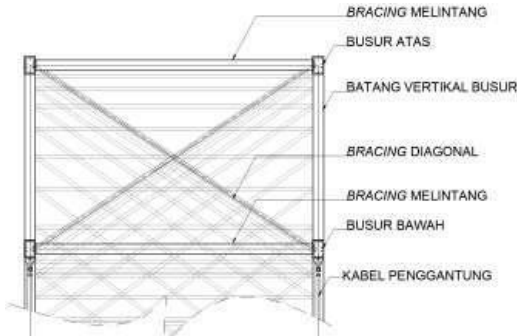 BRACING MELINTANG
BUSUR ATAS
BATANG VERTIKAL BUSUR
BRACING DIAGONAL
BRACING MELINTANG
BUSUR BAWAH
KABEL PENGGANTUNG